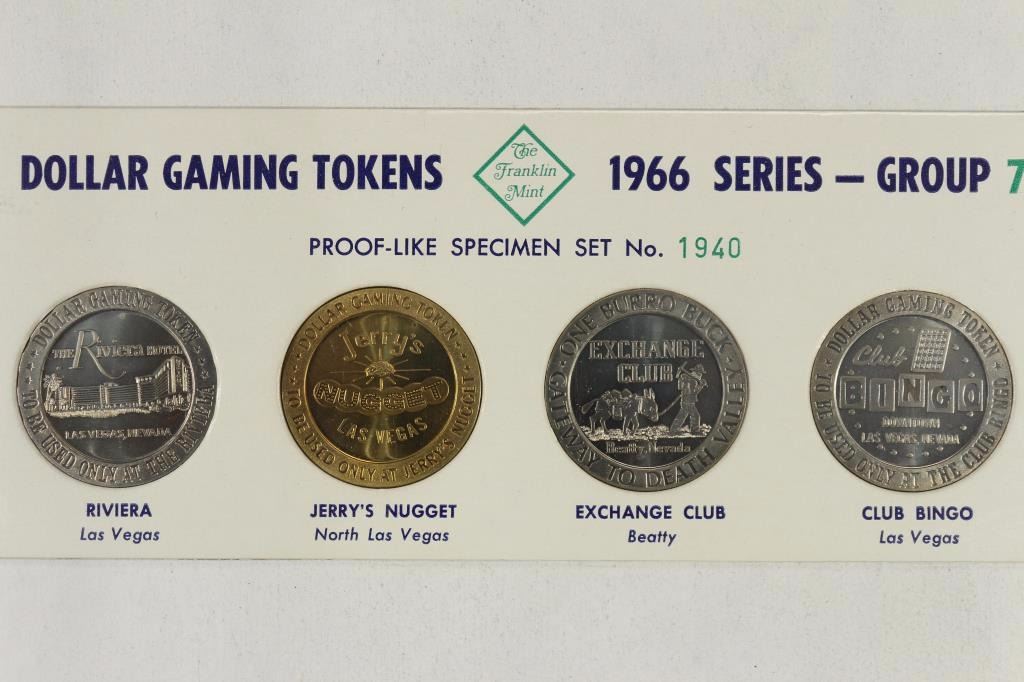 DOLLAR GAMING TOKENS
The
Franklin
Mint
1966 SERIES — GROUP 7
PROOF-LIKE SPECIMEN SET No. 1940
DOLLAR GAMING TOKEN
THE Riviera HOTEL
LAS VEGAS, NEVADA
TO BE USED ONLY AT THE RIVIERA
DOLLAR GAMING TOKEN
Jerry's
NUGGET
LAS VEGAS
TO BE USED ONLY AT JERRY'S NUGGET
ONE BURRO BUCK
EXCHANGE
CLUB
Beatty, Nevada
GATEWAY TO DEATH VALLEY
DOLLAR GAMING TOKEN
Club
BINGO
DOWNTOWN
LAS VEGAS, NEVADA
TO BE USED ONLY AT THE CLUB BINGO
RIVIERA
Las Vegas
JERRY'S NUGGET
North Las Vegas
EXCHANGE CLUB
Beatty
CLUB BINGO
Las Vegas